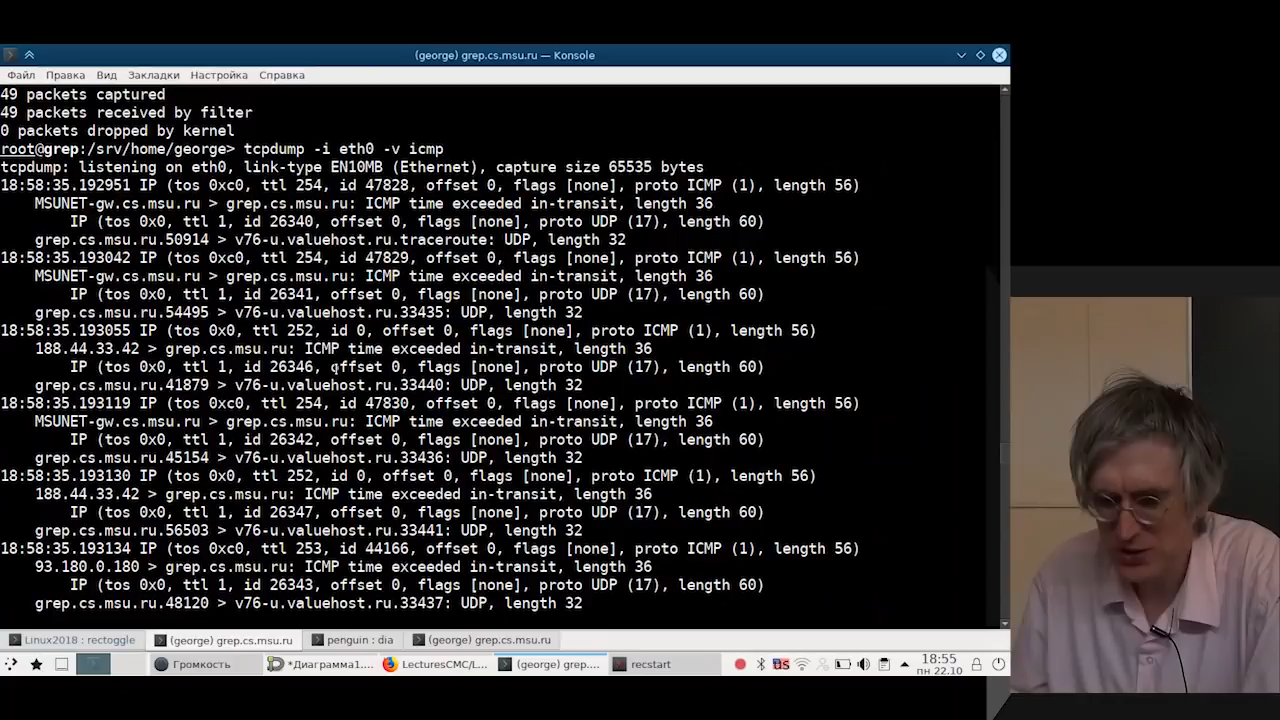 (george) grep.cs.msu.ru — Konsole
Файл Правка Вид Закладки Настройка Справка
49 packets captured
49 packets received by filter
0 packets dropped by kernel
root@grep:/srv/home/george> tcpdump -i eth0 -v icmp
tcpdump: listening on eth0, link-type EN10MB (Ethernet), capture size 65535 bytes
18:58:35.192951 IP (tos 0xc0, ttl 254, id 47828, offset 0, flags [none], proto ICMP (1), length 56)
MSUNET-gw.cs.msu.ru > grep.cs.msu.ru: ICMP time exceeded in-transit, length 36
IP (tos 0x0, ttl 1, id 26340, offset 0, flags [none], proto UDP (17), length 60)
grep.cs.msu.ru.50914 > v76-u.valuehost.ru.traceroute: UDP, length 32
18:58:35.193042 IP (tos 0xc0, ttl 254, id 47829, offset 0, flags [none], proto ICMP (1), length 56)
MSUNET-gw.cs.msu.ru > grep.cs.msu.ru: ICMP time exceeded in-transit, length 36
IP (tos 0x0, ttl 1, id 26341, offset 0, flags [none], proto UDP (17), length 60)
grep.cs.msu.ru.54495 > v76-u.valuehost.ru.33435: UDP, length 32
18:58:35.193055 IP (tos 0x0, ttl 252, id 0, offset 0, flags [none], proto ICMP (1), length 56)
188.44.33.42 > grep.cs.msu.ru: ICMP time exceeded in-transit, length 36
IP (tos 0x0, ttl 1, id 26346, offset 0, flags [none], proto UDP (17), length 60)
grep.cs.msu.ru.41879 > v76-u.valuehost.ru.33440: UDP, length 32
18:58:35.193119 IP (tos 0xc0, ttl 254, id 47830, offset 0, flags [none], proto ICMP (1), length 56)
MSUNET-gw.cs.msu.ru > grep.cs.msu.ru: ICMP time exceeded in-transit, length 36
IP (tos 0x0, ttl 1, id 26342, offset 0, flags [none], proto UDP (17), length 60)
grep.cs.msu.ru.45154 > v76-u.valuehost.ru.33436: UDP, length 32
18:58:35.193130 IP (tos 0x0, ttl 252, id 0, offset 0, flags [none], proto ICMP (1), length 56)
188.44.33.42 > grep.cs.msu.ru: ICMP time exceeded in-transit, length 36
IP (tos 0x0, ttl 1, id 26347, offset 0, flags [none], proto UDP (17), length 60)
grep.cs.msu.ru.56503 > v76-u.valuehost.ru.33441: UDP, length 32
18:58:35.193134 IP (tos 0xc0, ttl 253, id 44166, offset 0, flags [none], proto ICMP (1), length 56)
93.180.0.180 > grep.cs.msu.ru: ICMP time exceeded in-transit, length 36
IP (tos 0x0, ttl 1, id 26343, offset 0, flags [none], proto UDP (17), length 60)
grep.cs.msu.ru.48120 > v76-u.valuehost.ru.33437: UDP, length 32
Linux2018 : rectoggle (george) grep.cs.msu.ru penguin : dia (george) grep.cs.msu.ru
Громкость *Диаграмма1.... LecturesCMC/L... (george) grep.... recstart US 18:55
пн 22.10